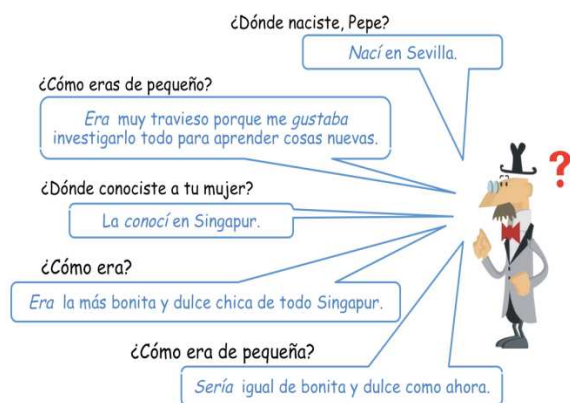 ¿Dónde naciste, Pepe?
Nací en Sevilla.
¿Cómo eras de pequeño?
Era muy travieso porque me gustaba
investigarlo todo para aprender cosas nuevas.
¿Dónde conociste a tu mujer?
La conocí en Singapur.
¿Cómo era?
Era la más bonita y dulce chica de todo Singapur.
¿Cómo era de pequeña?
Sería igual de bonita y dulce como ahora.
?